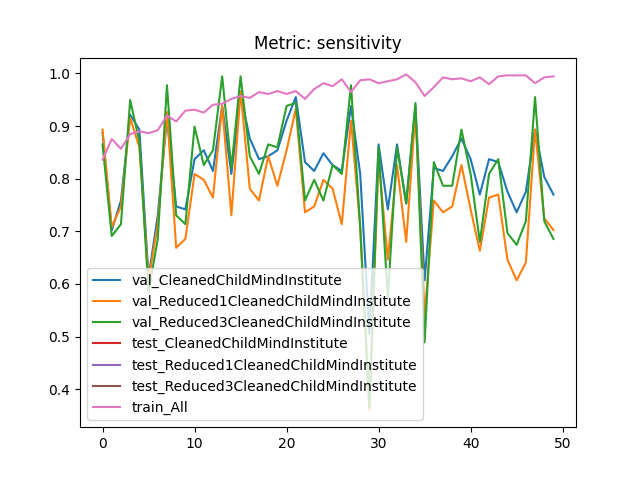 Metric: sensitivity
1.0
0.9
0.8
0.7
0.6
0.5
0.4
val_CleanedChildMindInstitute
val_Reduced1CleanedChildMindInstitute
val_Reduced3CleanedChildMindInstitute
test_CleanedChildMindInstitute
test_Reduced1CleanedChildMindInstitute
test_Reduced3CleanedChildMindInstitute
train_All
0 10 20 30 40 50